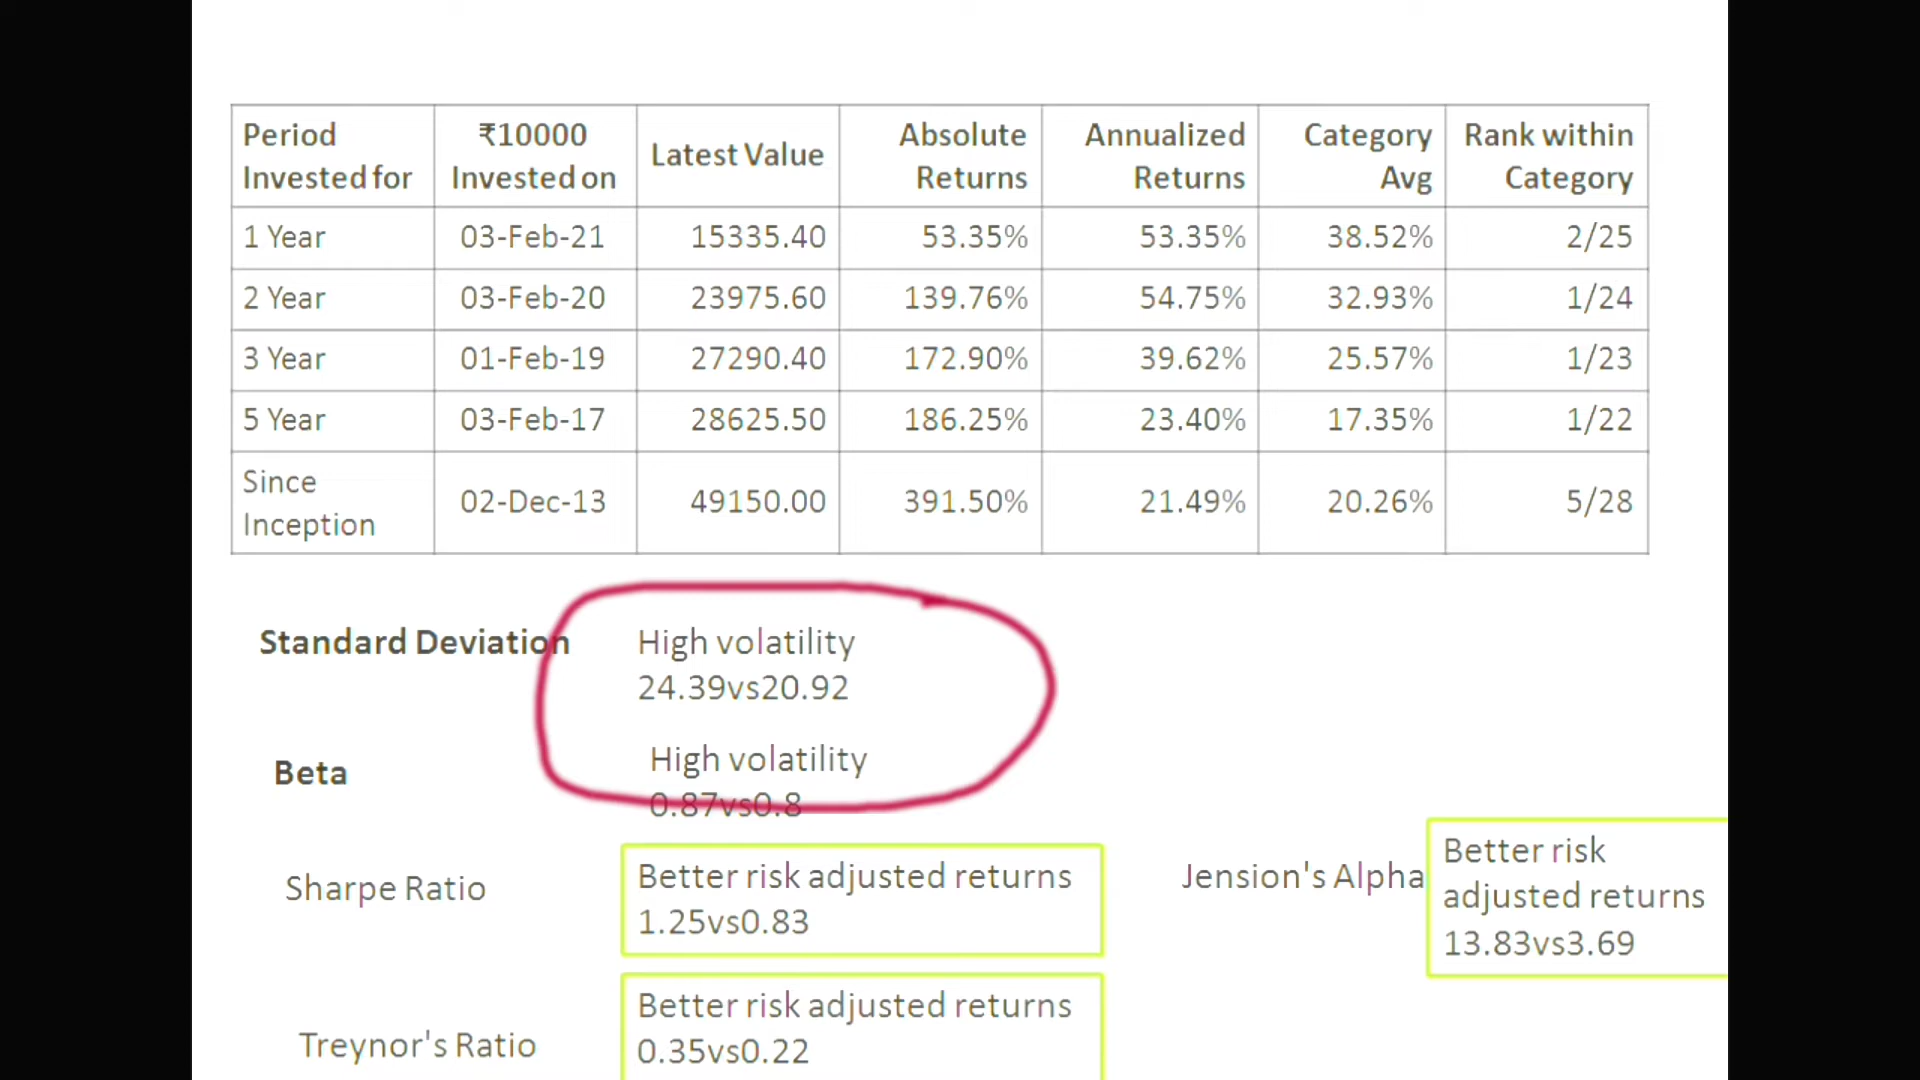 Period Invested for | ₹10000 Invested on | Latest Value | Absolute Returns | Annualized Returns | Category Avg | Rank within Category
1 Year | 03-Feb-21 | 15335.40 | 53.35% | 53.35% | 38.52% | 2/25
2 Year | 03-Feb-20 | 23975.60 | 139.76% | 54.75% | 32.93% | 1/24
3 Year | 01-Feb-19 | 27290.40 | 172.90% | 39.62% | 25.57% | 1/23
5 Year | 03-Feb-17 | 28625.50 | 186.25% | 23.40% | 17.35% | 1/22
Since Inception | 02-Dec-13 | 49150.00 | 391.50% | 21.49% | 20.26% | 5/28
Standard Deviation
High volatility
24.39vs20.92
Beta
High volatility
0.87vs0.8
Sharpe Ratio
Better risk adjusted returns
1.25vs0.83
Jension's Alpha
Better risk
adjusted returns
13.83vs3.69
Treynor's Ratio
Better risk adjusted returns
0.35vs0.22